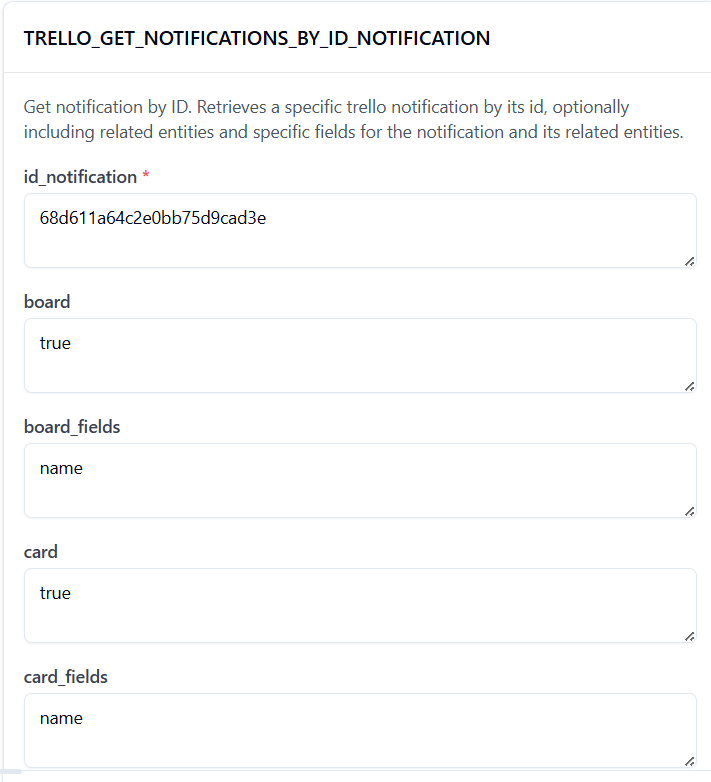 TRELLO_GET_NOTIFICATIONS_BY_ID_NOTIFICATION
Get notification by ID. Retrieves a specific trello notification by its id, optionally
including related entities and specific fields for the notification and its related entities.
id_notification *
68d611a64c2e0bb75d9cad3e
board
true
board_fields
name
card
true
card_fields
name